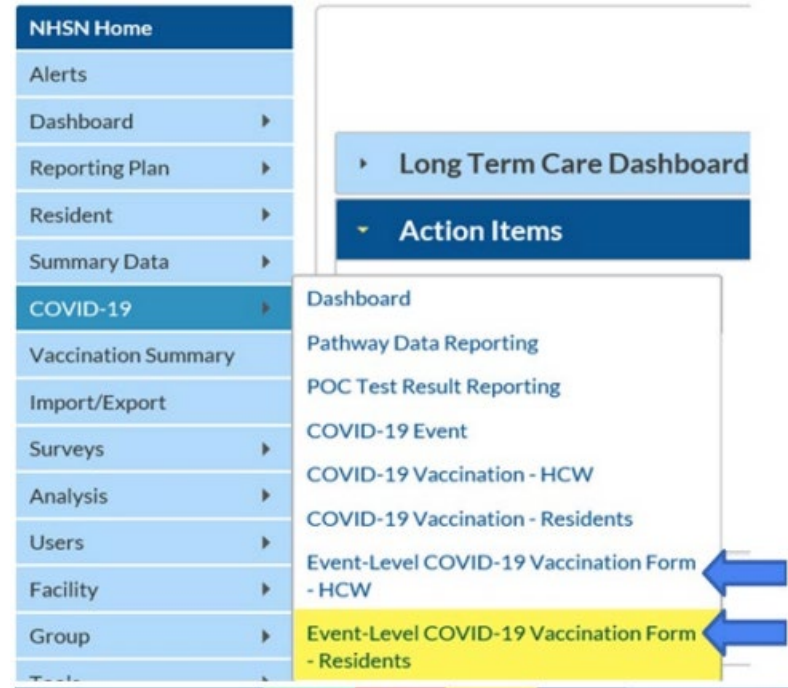 NHSN Home
Alerts
Dashboard
Reporting Plan
Resident
Summary Data
COVID-19
Vaccination Summary
Import/Export
Surveys
Analysis
Users
Facility
Group
Long Term Care Dashboard
Action Items
Dashboard
Pathway Data Reporting
POC Test Result Reporting
COVID-19 Event
COVID-19 Vaccination - HCW
COVID-19 Vaccination - Residents
Event-Level COVID-19 Vaccination Form
- HCW
Event-Level COVID-19 Vaccination Form
- Residents